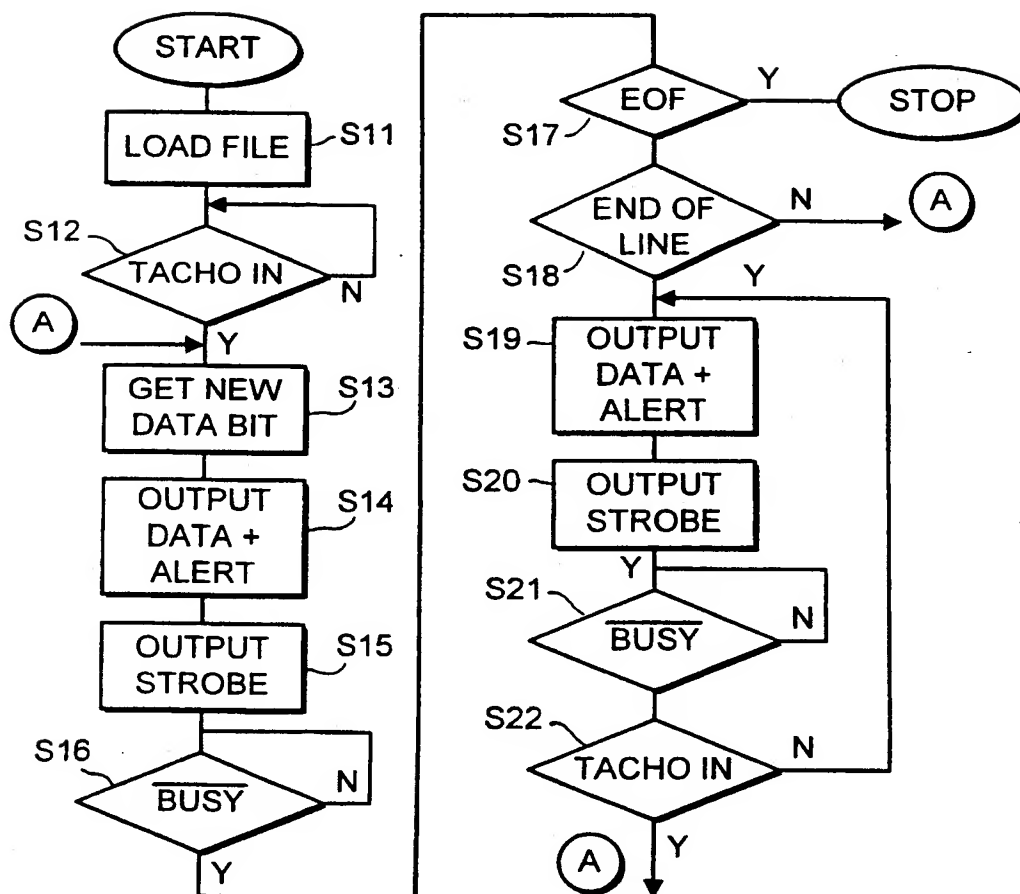 START
LOAD FILE
S11
S12
TACHO IN
N
A
Y
GET NEW
DATA BIT
S13
OUTPUT
DATA +
ALERT
S14
OUTPUT
STROBE
S15
S16
BUSY
N
Y
EOF
Y
STOP
S17
END OF
LINE
N
A
S18
Y
S19
OUTPUT
DATA +
ALERT
S20
OUTPUT
STROBE
Y
S21
BUSY
N
S22
TACHO IN
N
A
Y